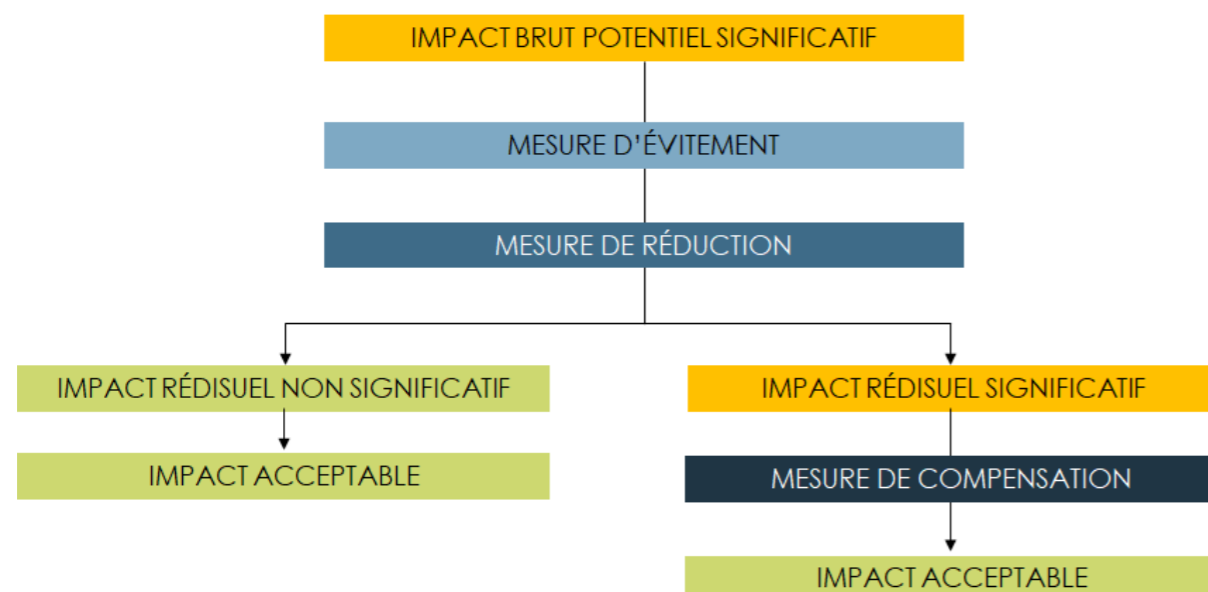 IMPACT BRUT POTENTIEL SIGNIFICATIF
MESURE D'ÉVITEMENT
MESURE DE RÉDUCTION
IMPACT RÉDISUEL NON SIGNIFICATIF
IMPACT RÉDISUEL SIGNIFICATIF
IMPACT ACCEPTABLE
MESURE DE COMPENSATION
IMPACT ACCEPTABLE